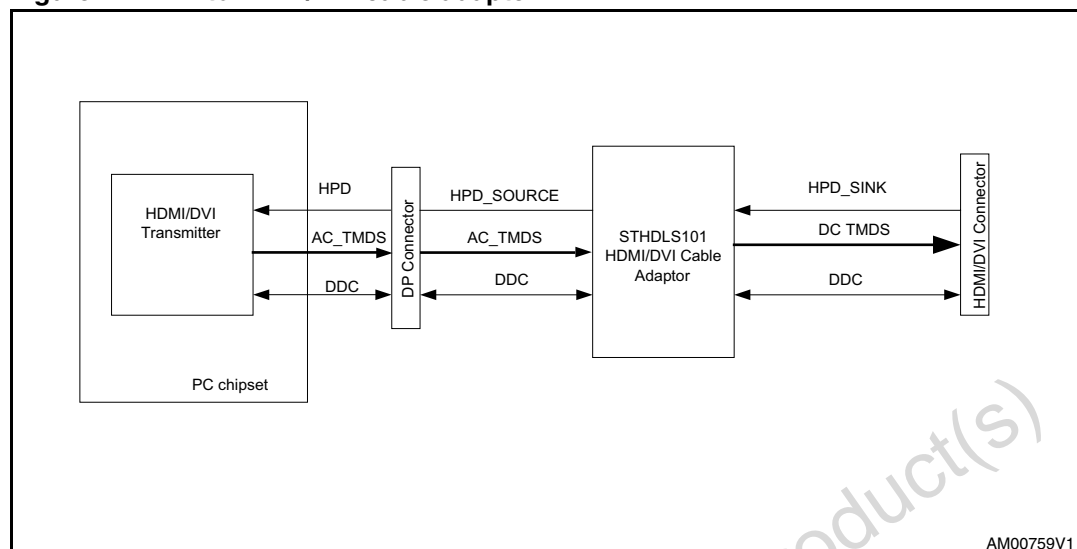 HDMI/DVI
Transmitter
PC chipset
HPD
AC_TMDS
DDC
DP Connector
HPD_SOURCE
AC_TMDS
DDC
STHDLS101
HDMI/DVI Cable
Adaptor
HPD_SINK
DC TMDS
DDC
HDMI/DVI Connector
AM00759V1